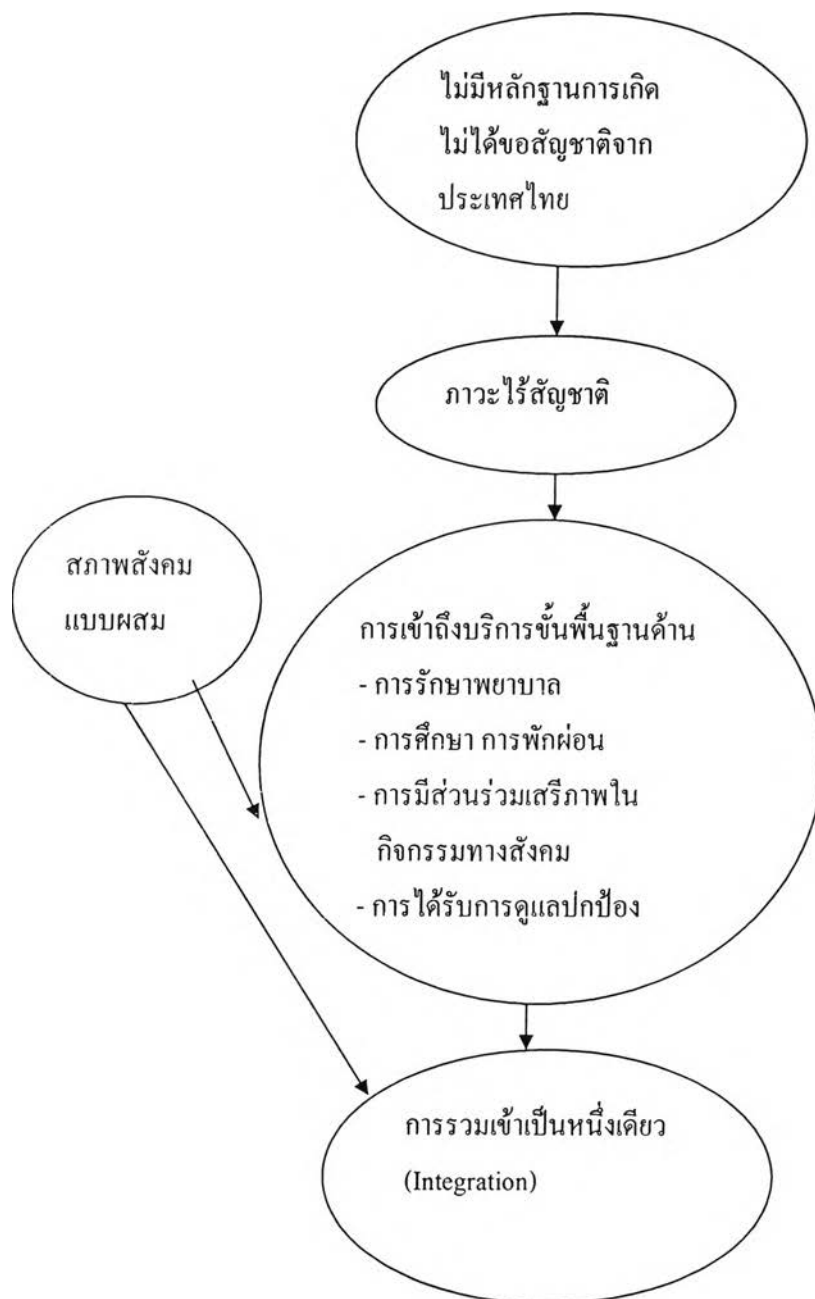 ไม่มีหลักฐานการเกิด
ไม่ได้ขอสัญชาติจาก
ประเทศไทย
ภาวะไร้สัญชาติ
สภาพสังคม
แบบผสม
การเข้าถึงบริการขั้นพื้นฐานด้าน
- การรักษาพยาบาล
- การศึกษา การพักผ่อน
- การมีส่วนร่วมเสรีภาพใน
กิจกรรมทางสังคม
- การได้รับการดูแลปกป้อง
การรวมเข้าเป็นหนึ่งเดียว
(Integration)